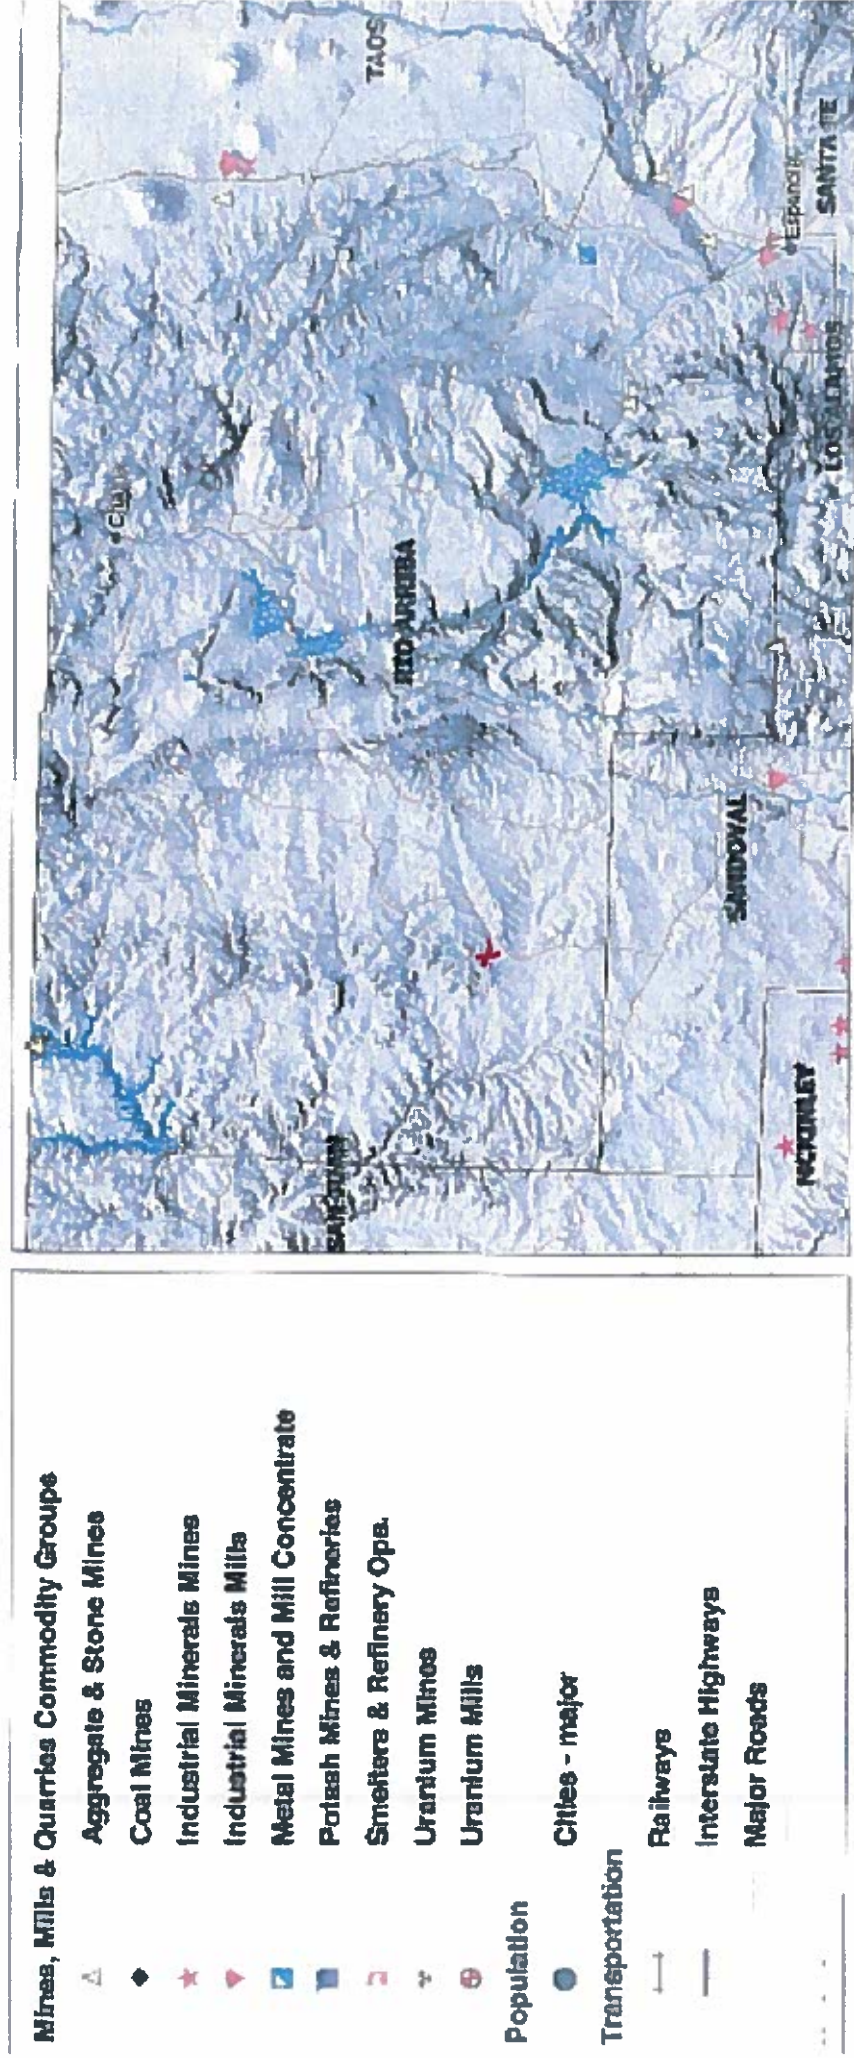 Mines, Mills & Quarries Commodity Groups
Aggregate & Stone Mines
Coal Mines
Industrial Minerals Mines
Industrial Minerals Mills
Metal Mines and Mill Concentrate
Potash Mines & Refineries
Smelters & Refinery Ops.
Uranium Mines
Uranium Mills
Population
Cities - major
Transportation
Railways
Interstate Highways
Major Roads
TAOS
RIO ARRIBA
SAN JUAN
Espanola
SANTA FE
LOS ALAMOS
SANDOVAL
MCKINLEY